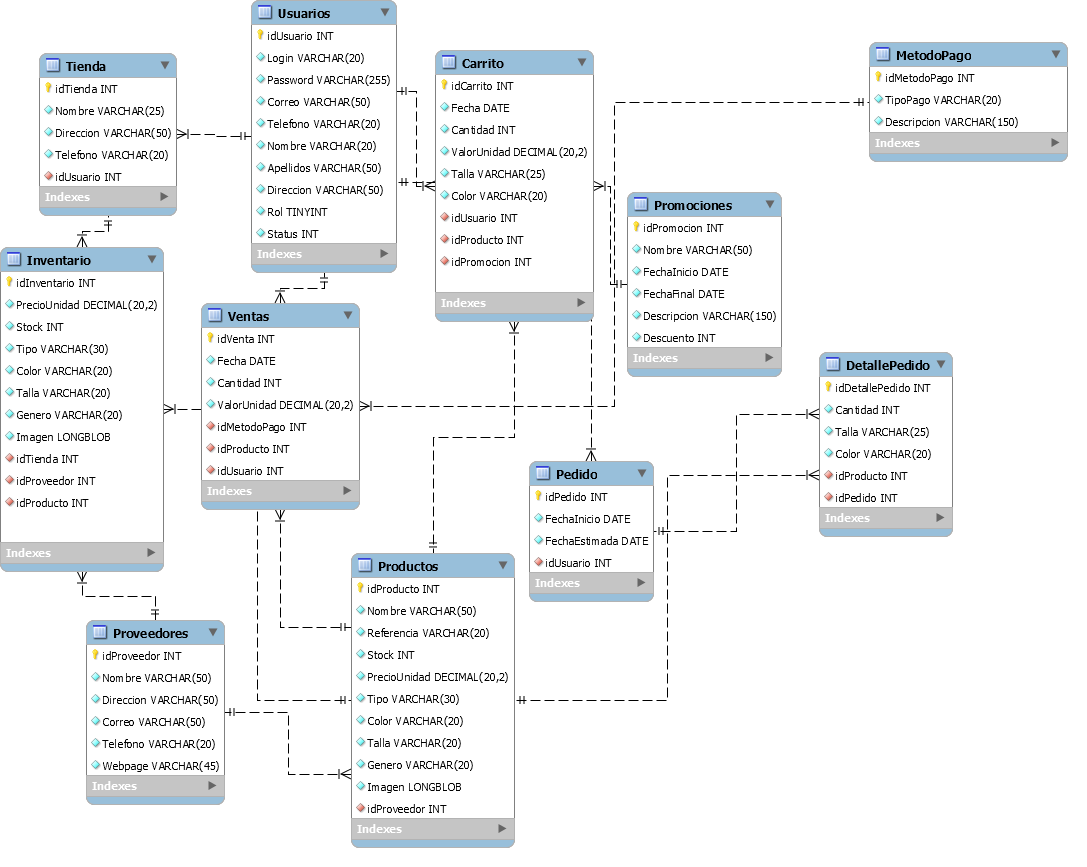 Usuarios
idUsuario INT
Login VARCHAR(20)
Password VARCHAR(255)
Correo VARCHAR(50)
Telefono VARCHAR(20)
Nombre VARCHAR(20)
Apellidos VARCHAR(50)
Direccion VARCHAR(50)
Rol TINYINT
Status INT
Indexes
Tienda
idTienda INT
Nombre VARCHAR(25)
Direccion VARCHAR(50)
Telefono VARCHAR(20)
idUsuario INT
Indexes
Carrito
idCarrito INT
Fecha DATE
Cantidad INT
ValorUnidad DECIMAL(20,2)
Talla VARCHAR(25)
Color VARCHAR(20)
idUsuario INT
idProducto INT
idPromocion INT
Indexes
MetodoPago
idMetodoPago INT
TipoPago VARCHAR(20)
Descripcion VARCHAR(150)
Indexes
Promociones
idPromocion INT
Nombre VARCHAR(50)
FechaInicio DATE
FechaFinal DATE
Descripcion VARCHAR(150)
Descuento INT
Indexes
Inventario
idInventario INT
PrecioUnidad DECIMAL(20,2)
Stock INT
Tipo VARCHAR(30)
Color VARCHAR(20)
Talla VARCHAR(20)
Genero VARCHAR(20)
Imagen LONGBLOB
idTienda INT
idProveedor INT
idProducto INT
Indexes
Ventas
idVenta INT
Fecha DATE
Cantidad INT
ValorUnidad DECIMAL(20,2)
idMetodoPago INT
idProducto INT
idUsuario INT
Indexes
DetallePedido
idDetallePedido INT
Cantidad INT
Talla VARCHAR(25)
Color VARCHAR(20)
idProducto INT
idPedido INT
Indexes
Pedido
idPedido INT
FechaInicio DATE
FechaEstimada DATE
idUsuario INT
Indexes
Productos
idProducto INT
Nombre VARCHAR(50)
Referencia VARCHAR(20)
Stock INT
PrecioUnidad DECIMAL(20,2)
Tipo VARCHAR(30)
Color VARCHAR(20)
Talla VARCHAR(20)
Genero VARCHAR(20)
Imagen LONGBLOB
idProveedor INT
Indexes
Proveedores
idProveedor INT
Nombre VARCHAR(50)
Direccion VARCHAR(50)
Correo VARCHAR(50)
Telefono VARCHAR(20)
Webpage VARCHAR(45)
Indexes